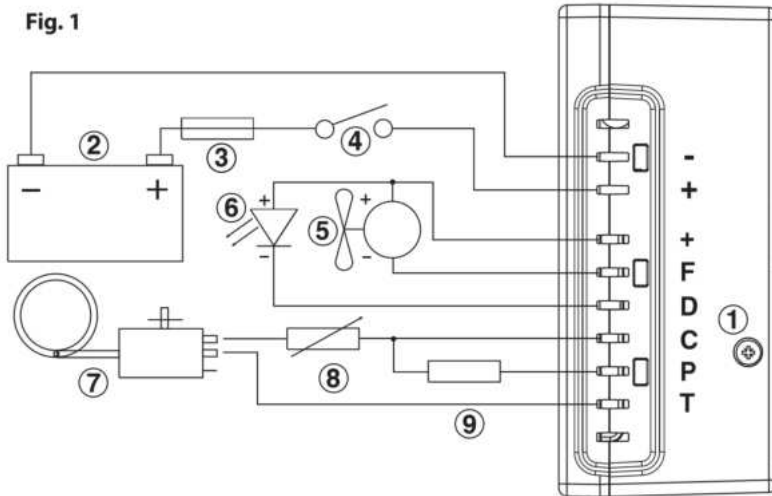 Fig. 1
② ③ ④ -
− + +
⑥ + ⑤ + +
− - F
D
C ①
⑦ ⑧ P
⑨ T